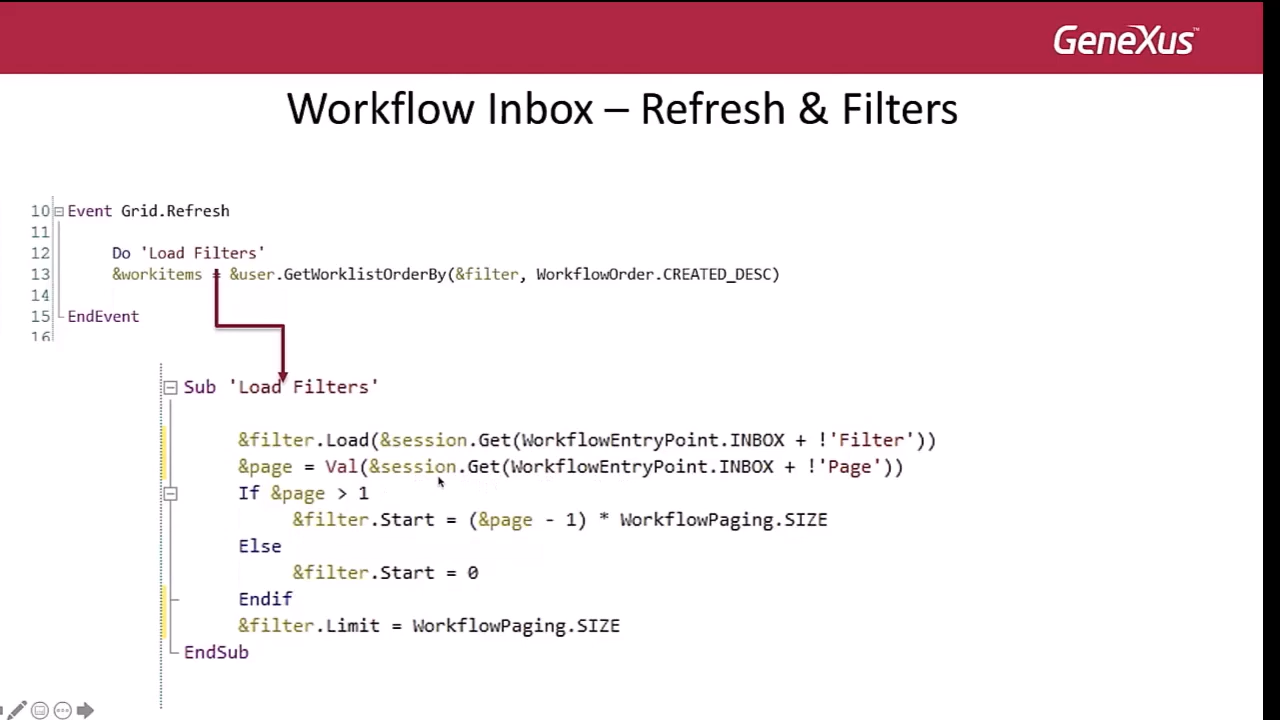 GeneXus™
Workflow Inbox – Refresh & Filters
10 Event Grid.Refresh
11
12 Do 'Load Filters'
13 &workitems = &user.GetWorklistOrderBy(&filter, WorkflowOrder.CREATED_DESC)
14
15 EndEvent
16
Sub 'Load Filters'
&filter.Load(&session.Get(WorkflowEntryPoint.INBOX + !'Filter'))
&page = Val(&session.Get(WorkflowEntryPoint.INBOX + !'Page'))
If &page > 1
&filter.Start = (&page - 1) * WorkflowPaging.SIZE
Else
&filter.Start = 0
Endif
&filter.Limit = WorkflowPaging.SIZE
EndSub